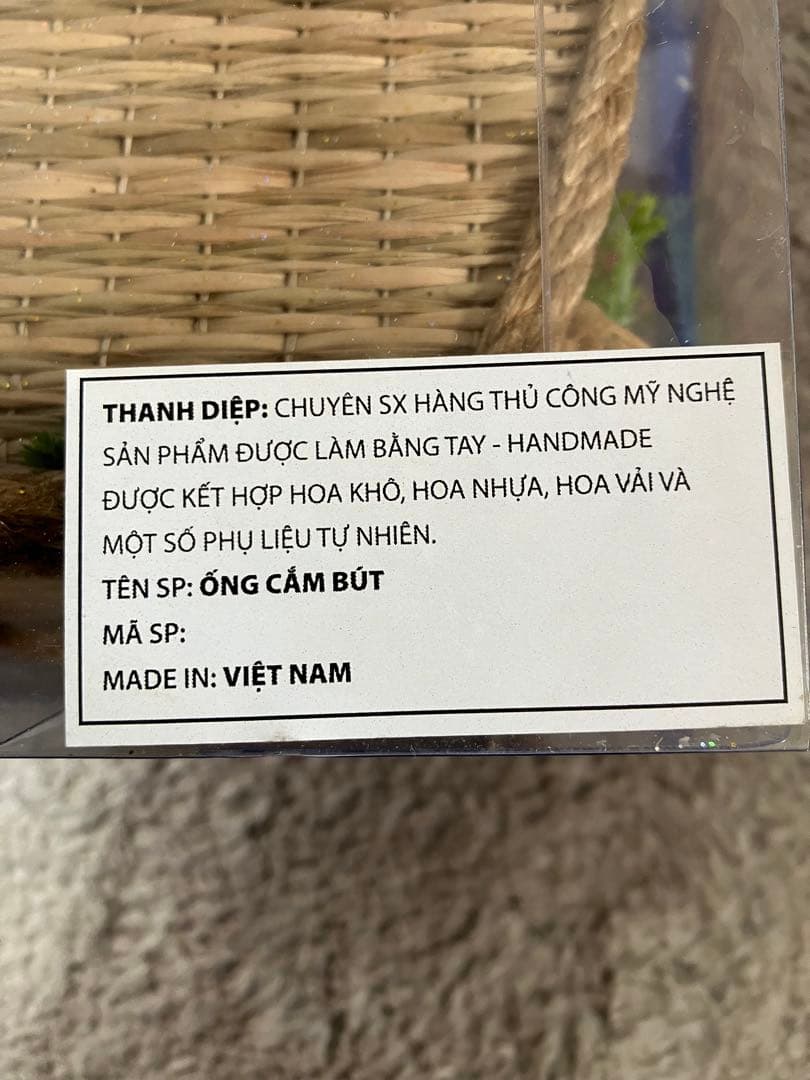 THANH DIỆP: CHUYÊN SX HÀNG THỦ CÔNG MỸ NGHỆ
SẢN PHẨM ĐƯỢC LÀM BẰNG TAY - HANDMADE
ĐƯỢC KẾT HỢP HOA KHÔ, HOA NHỰA, HOA VẢI VÀ
MỘT SỐ PHỤ LIỆU TỰ NHIÊN.
TÊN SP: ỐNG CẮM BÚT
MÃ SP:
MADE IN: VIỆT NAM